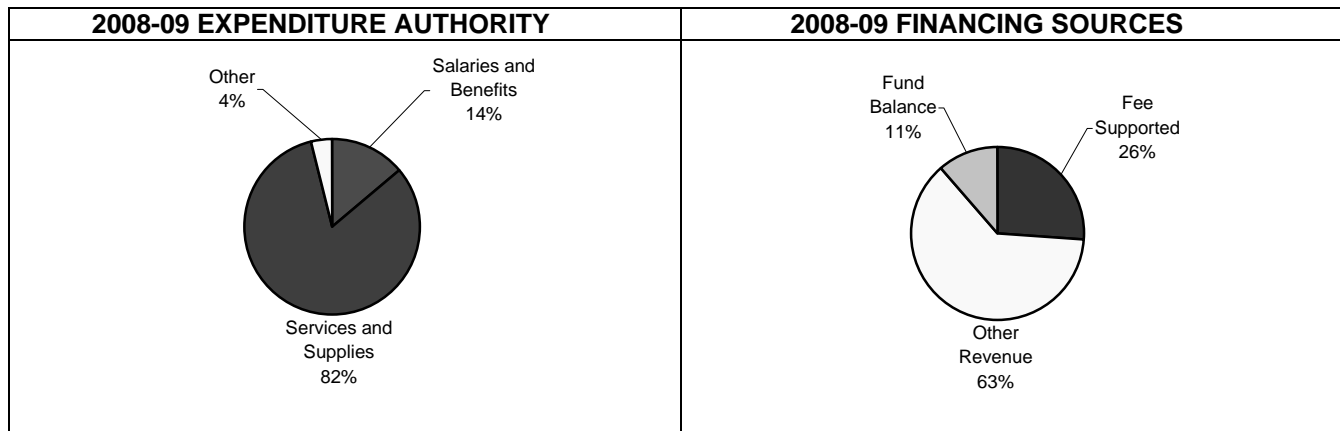 2008-09 EXPENDITURE AUTHORITY
Other
4%
Salaries and
Benefits
14%
Services and
Supplies
82%
2008-09 FINANCING SOURCES
Fund
Balance
11%
Fee
Supported
26%
Other
Revenue
63%